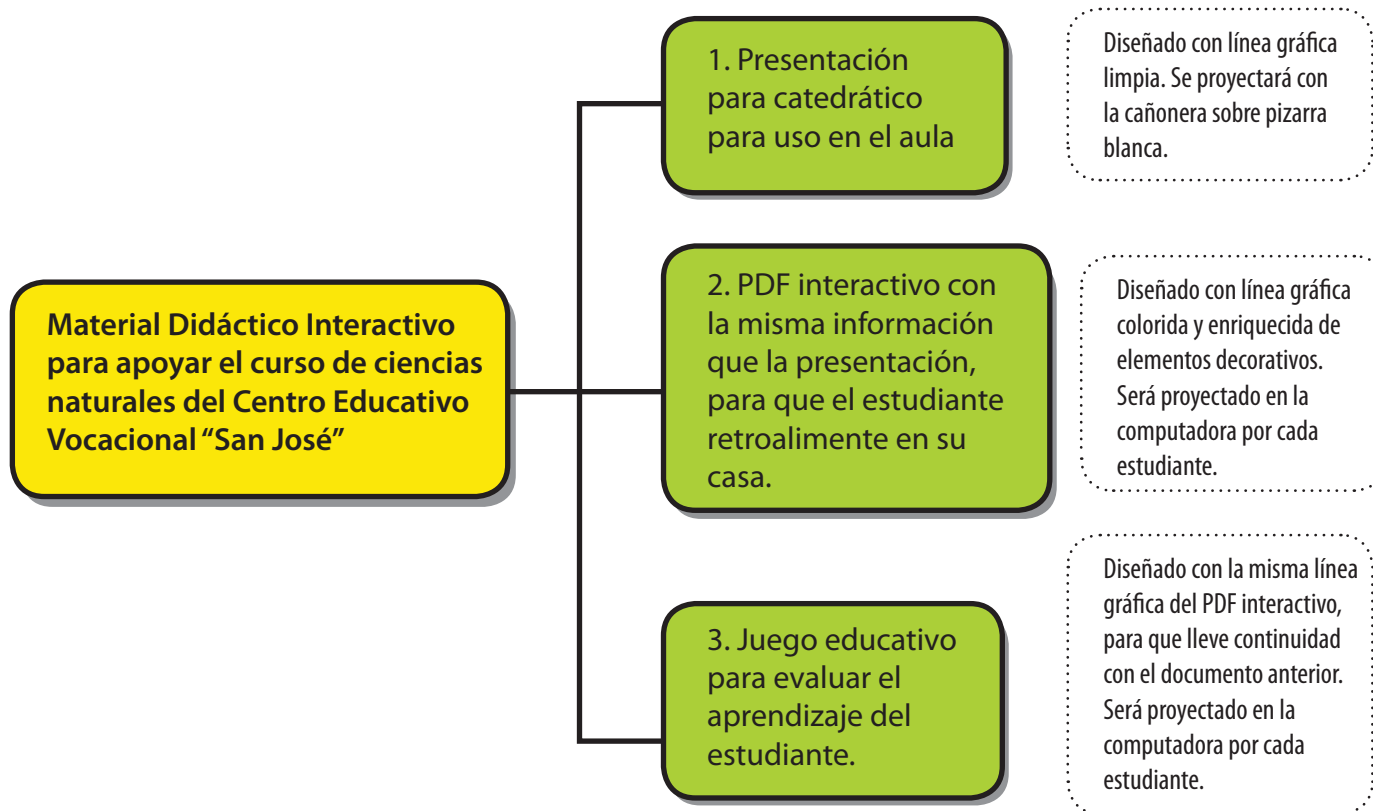 Material Didáctico Interactivo
para apoyar el curso de ciencias
naturales del Centro Educativo
Vocacional “San José”
1. Presentación
para catedrático
para uso en el aula
Diseñado con línea gráfica
limpia. Se proyectará con
la cañonera sobre pizarra
blanca.
2. PDF interactivo con
la misma información
que la presentación,
para que el estudiante
retroalimente en su
casa.
Diseñado con línea gráfica
colorida y enriquecida de
elementos decorativos.
Será proyectado en la
computadora por cada
estudiante.
3. Juego educativo
para evaluar el
aprendizaje del
estudiante.
Diseñado con la misma línea
gráfica del PDF interactivo,
para que lleve continuidad
con el documento anterior.
Será proyectado en la
computadora por cada
estudiante.